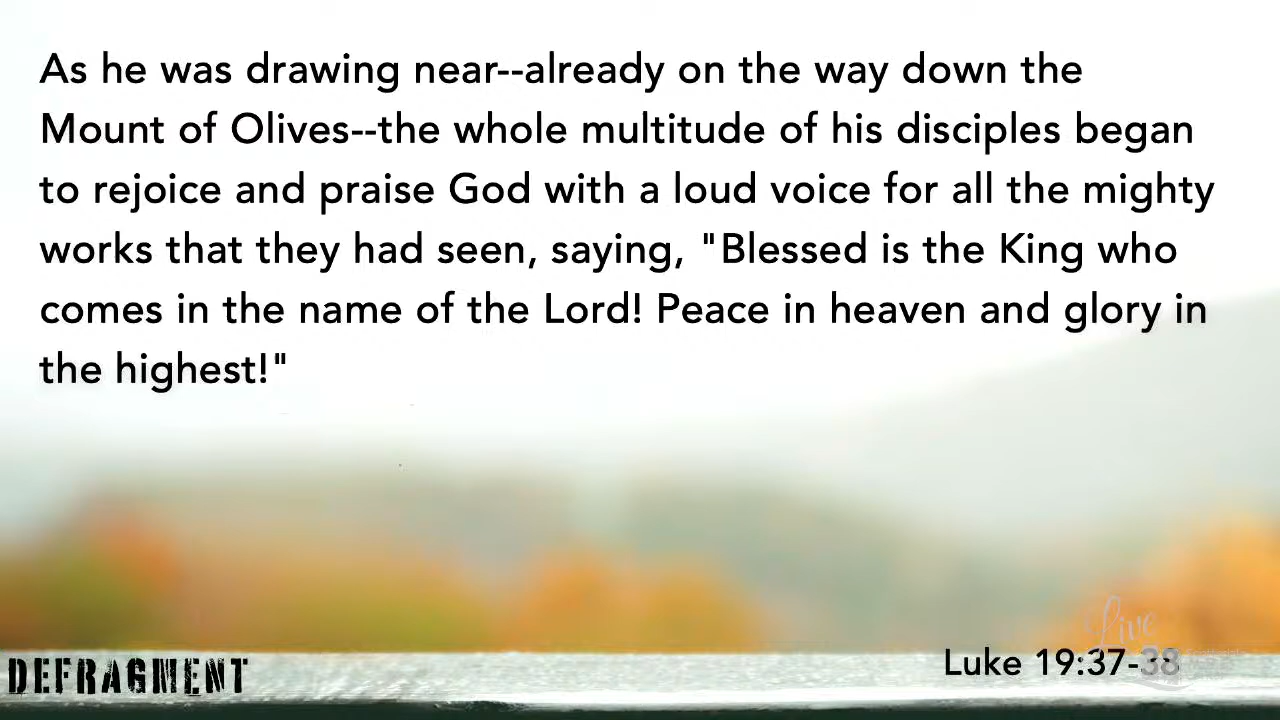 As he was drawing near--already on the way down the
Mount of Olives--the whole multitude of his disciples began
to rejoice and praise God with a loud voice for all the mighty
works that they had seen, saying, "Blessed is the King who
comes in the name of the Lord! Peace in heaven and glory in
the highest!"
Live
DEFRAGMENT
Luke 19:37-38